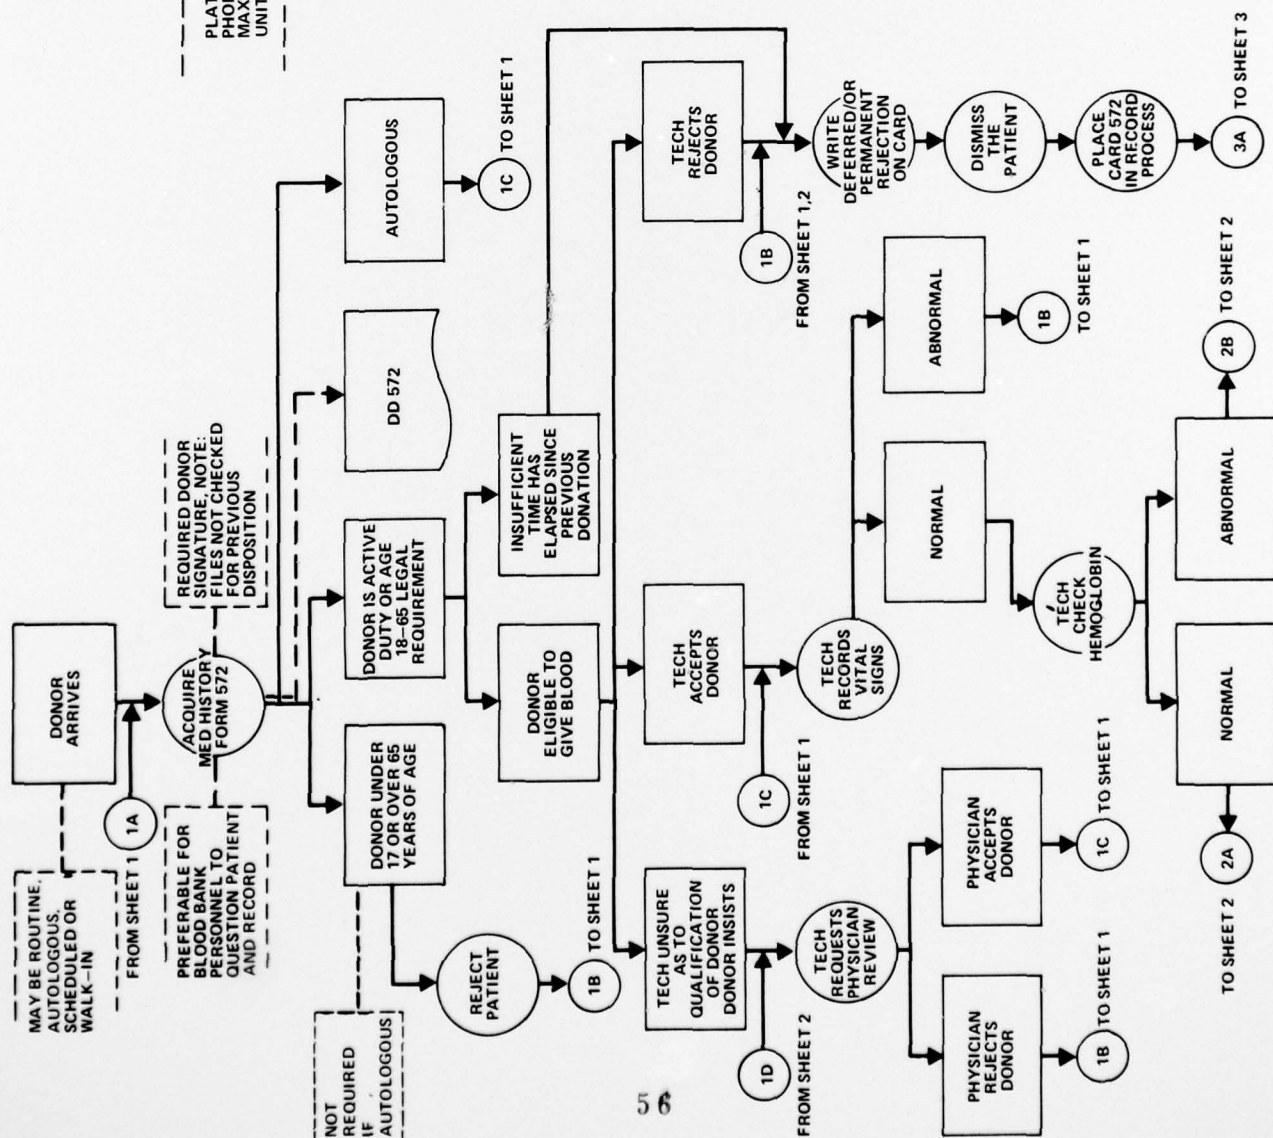 PLAT
PHOI
MAX
UNIT
DONOR
ARRIVES
MAY BE ROUTINE,
AUTOLOGOUS,
SCHEDULED OR
WALK-IN
1A
FROM SHEET 1
ACQUIRE
MED HISTORY
FORM 572
REQUIRED DONOR
SIGNATURE, NOTE:
FILES NOT CHECKED
FOR PREVIOUS
DISPOSITION
PREFERABLE FOR
BLOOD BANK
PERSONNEL TO
QUESTION PATIENT
AND RECORD
NOT
REQUIRED
IF
AUTOLOGOUS
DONOR UNDER
17 OR OVER 65
YEARS OF AGE
DONOR IS ACTIVE
DUTY OR AGE
18-65 LEGAL
REQUIREMENT
DD 572
AUTOLOGOUS
1C
TO SHEET 1
REJECT
PATIENT
1B
TO SHEET 1
DONOR
ELIGIBLE TO
GIVE BLOOD
INSUFFICIENT
TIME HAS
ELAPSED SINCE
PREVIOUS
DONATION
TECH UNSURE
AS TO
QUALIFICATION
OF DONOR
DONOR INSISTS
TECH
ACCEPTS
DONOR
TECH
REJECTS
DONOR
1D
FROM SHEET 2
1C
FROM SHEET 1
1B
FROM SHEET 1,2
TECH
REQUESTS
PHYSICIAN
REVIEW
TECH
RECORDS
VITAL
SIGNS
WRITE
DEFERRED/OR
PERMANENT
REJECTION
ON CARD
DISMISS
THE
PATIENT
PLACE
CARD 572
IN RECORD
PROCESS
3A
TO SHEET 3
PHYSICIAN
REJECTS
DONOR
1B
TO SHEET 1
PHYSICIAN
ACCEPTS
DONOR
1C
TO SHEET 1
NORMAL
ABNORMAL
1B
TO SHEET 1
TECH
CHECK
HEMOGLOBIN
NORMAL
2A
TO SHEET 2
ABNORMAL
2B
TO SHEET 2
56